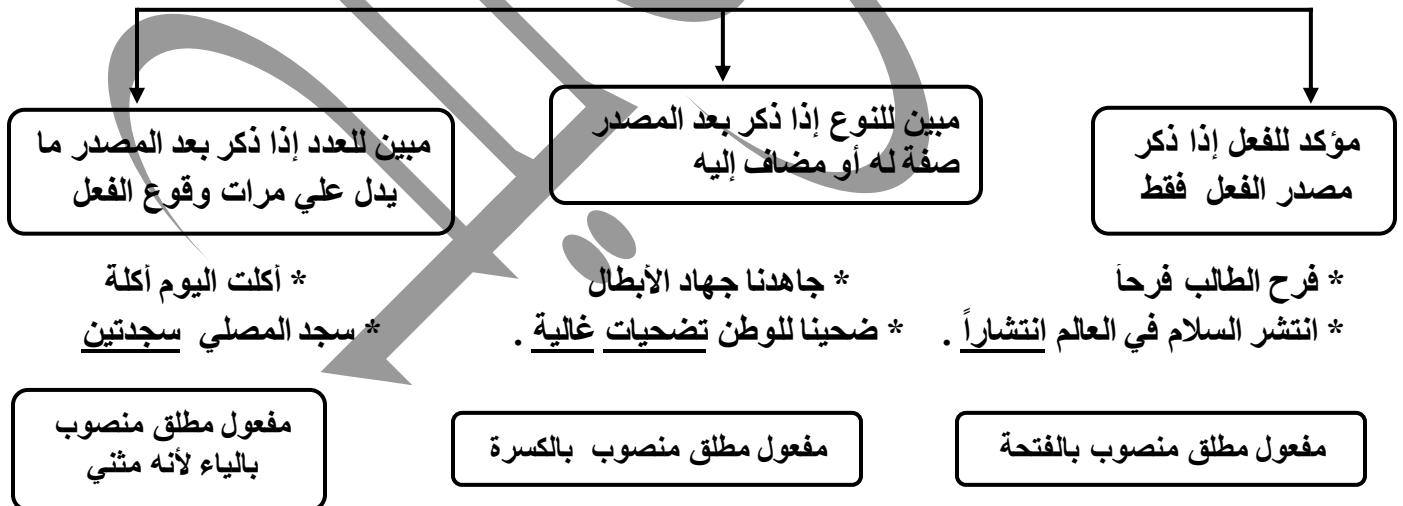 مؤكد للفعل إذا ذكر
مصدر الفعل فقط
مبين للنوع إذا ذكر بعد المصدر
صفة له أو مضاف إليه
مبين للعدد إذا ذكر بعد المصدر ما
يدل علي مرات وقوع الفعل
* فرح الطالب فرحاً
* انتشر السلام في العالم انتشاراً .
* جاهدنا جهاد الأبطال
* ضحينا للوطن تضحيات غالية .
* أكلت اليوم أكلة
* سجد المصلي سجدتين
مفعول مطلق منصوب بالفتحة
مفعول مطلق منصوب بالكسرة
مفعول مطلق منصوب
بالياء لأنه مثني